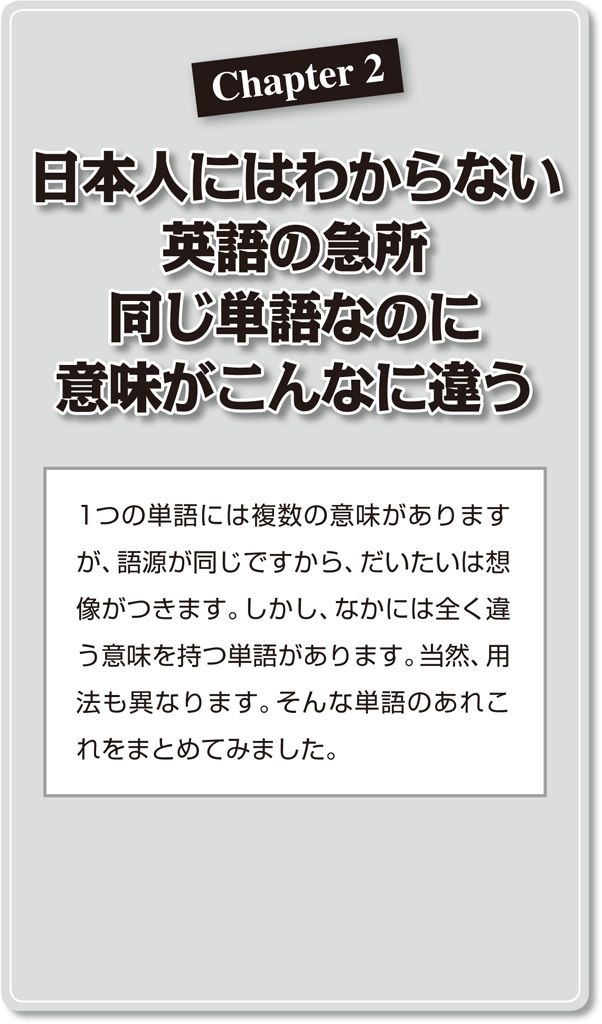 Chapter 2
日本人にはわからない
英語の急所
同じ単語なのに
意味がこんなに違う
1つの単語には複数の意味があります
が、語源が同じですから、だいたいは想
像がつきます。しかし、なかには全く違
う意味を持つ単語があります。当然、用
法も異なります。そんな単語のあれこ
れをまとめてみました。